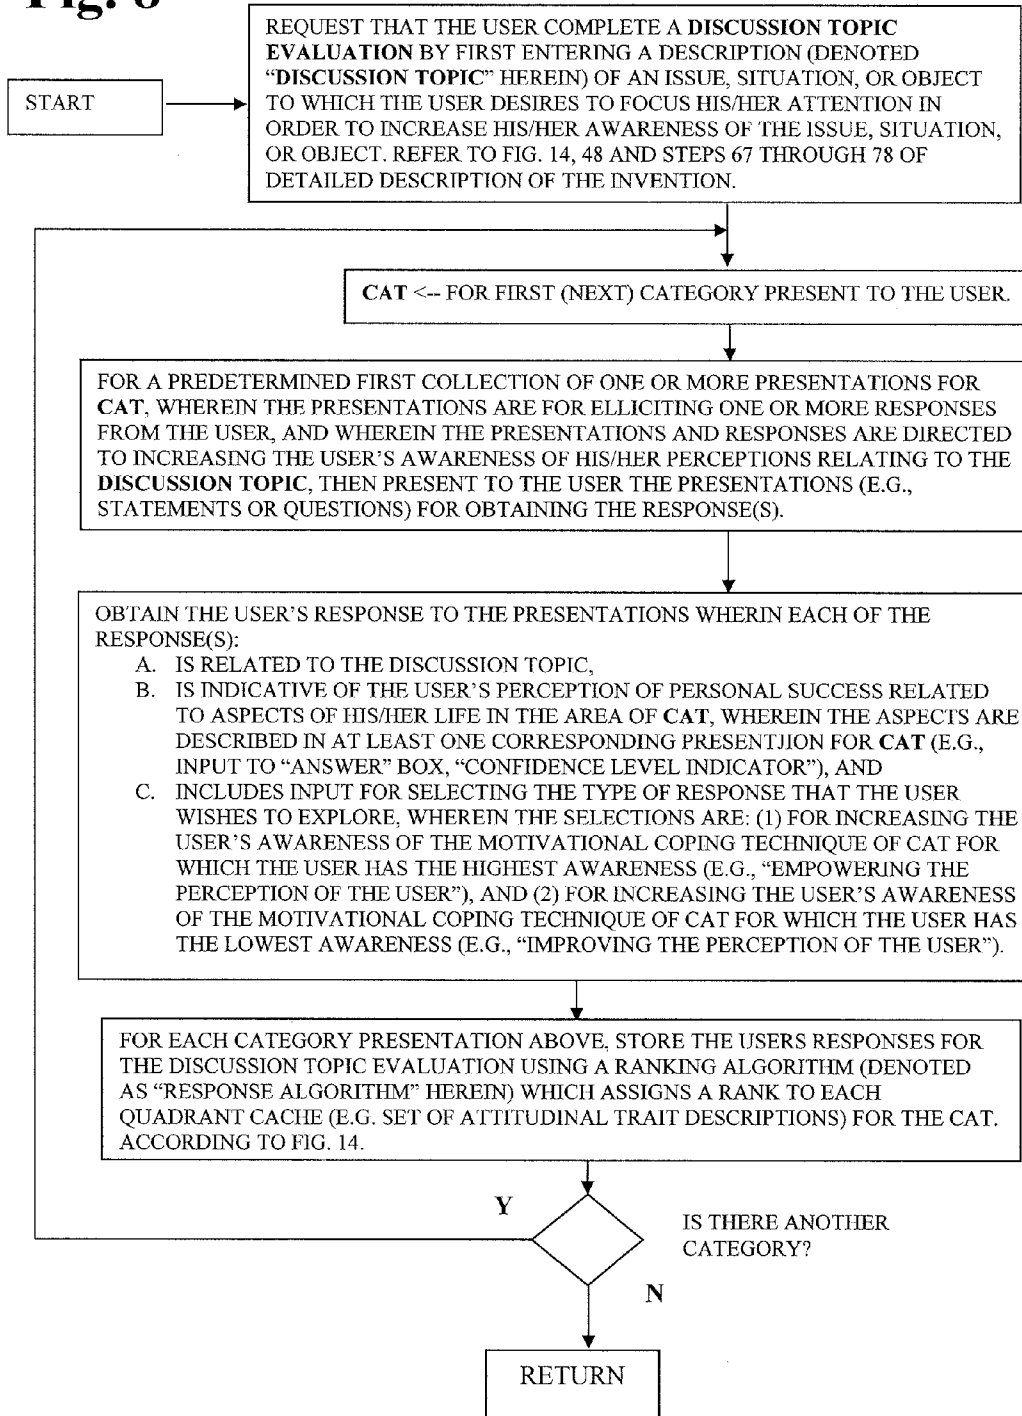 REQUEST THAT THE USER COMPLETE A DISCUSSION TOPIC
EVALUATION BY FIRST ENTERING A DESCRIPTION (DENOTED
“DISCUSSION TOPIC” HEREIN) OF AN ISSUE, SITUATION, OR OBJECT
TO WHICH THE USER DESIRES TO FOCUS HIS/HER ATTENTION IN
ORDER TO INCREASE HIS/HER AWARENESS OF THE ISSUE, SITUATION,
OR OBJECT. REFER TO FIG. 14, 48 AND STEPS 67 THROUGH 78 OF
DETAILED DESCRIPTION OF THE INVENTION.
START
CAT <-- FOR FIRST (NEXT) CATEGORY PRESENT TO THE USER.
FOR A PREDETERMINED FIRST COLLECTION OF ONE OR MORE PRESENTATIONS FOR
CAT, WHEREIN THE PRESENTATIONS ARE FOR ELLICITING ONE OR MORE RESPONSES
FROM THE USER, AND WHEREIN THE PRESENTATIONS AND RESPONSES ARE DIRECTED
TO INCREASING THE USER'S AWARENESS OF HIS/HER PERCEPTIONS RELATING TO THE
DISCUSSION TOPIC, THEN PRESENT TO THE USER THE PRESENTATIONS (E.G.,
STATEMENTS OR QUESTIONS) FOR OBTAINING THE RESPONSE(S).
OBTAIN THE USER'S RESPONSE TO THE PRESENTATIONS WHERIN EACH OF THE
RESPONSE(S):
A. IS RELATED TO THE DISCUSSION TOPIC,
B. IS INDICATIVE OF THE USER'S PERCEPTION OF PERSONAL SUCCESS RELATED
TO ASPECTS OF HIS/HER LIFE IN THE AREA OF CAT, WHEREIN THE ASPECTS ARE
DESCRIBED IN AT LEAST ONE CORRESPONDING PRESENTJION FOR CAT (E.G.,
INPUT TO “ANSWER” BOX, “CONFIDENCE LEVEL INDICATOR”), AND
C. INCLUDES INPUT FOR SELECTING THE TYPE OF RESPONSE THAT THE USER
WISHES TO EXPLORE, WHEREIN THE SELECTIONS ARE: (1) FOR INCREASING THE
USER'S AWARENESS OF THE MOTIVATIONAL COPING TECHNIQUE OF CAT FOR
WHICH THE USER HAS THE HIGHEST AWARENESS (E.G., “EMPOWERING THE
PERCEPTION OF THE USER”), AND (2) FOR INCREASING THE USER'S AWARENESS
OF THE MOTIVATIONAL COPING TECHNIQUE OF CAT FOR WHICH THE USER HAS
THE LOWEST AWARENESS (E.G., “IMPROVING THE PERCEPTION OF THE USER”).
FOR EACH CATEGORY PRESENTATION ABOVE, STORE THE USERS RESPONSES FOR
THE DISCUSSION TOPIC EVALUATION USING A RANKING ALGORITHM (DENOTED
AS “RESPONSE ALGORITHM” HEREIN) WHICH ASSIGNS A RANK TO EACH
QUADRANT CACHE (E.G. SET OF ATTITUDINAL TRAIT DESCRIPTIONS) FOR THE CAT.
ACCORDING TO FIG. 14.
Y
IS THERE ANOTHER
CATEGORY?
N
RETURN